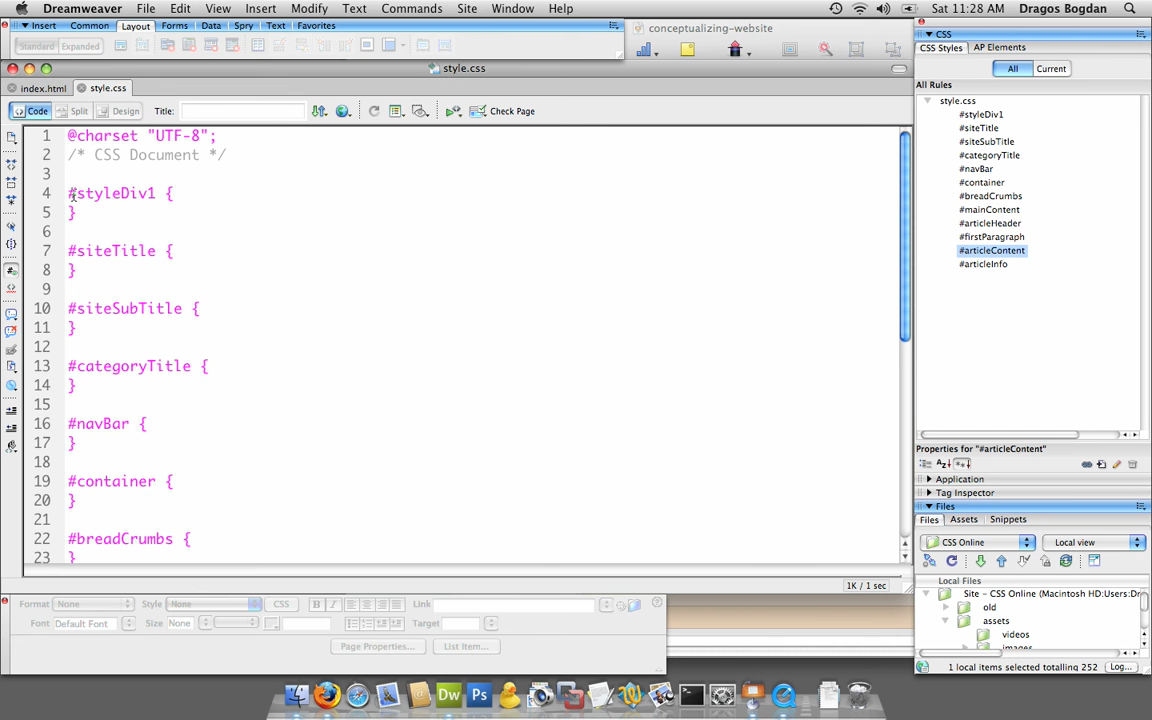 Dreamweaver File Edit View Insert Modify Text Commands Site Window Help Sat 11:28 AM Dragos Bogdan
Insert Common Layout Forms Data Spry Text Favorites
Standard Expanded
conceptualizing-website
style.css
index.html style.css
Code Split Design Title: Check Page
1 @charset "UTF-8";
2 /* CSS Document */
3
4 #styleDiv1 {
5 }
6
7 #siteTitle {
8 }
9
10 #siteSubTitle {
11 }
12
13 #categoryTitle {
14 }
15
16 #navBar {
17 }
18
19 #container {
20 }
21
22 #breadCrumbs {
23 }
1K / 1 sec
Format None Style None CSS B I Link
Font Default Font Size None Target
Page Properties... List Item...
CSS
CSS Styles AP Elements
All Current
All Rules
style.css
#styleDiv1
#siteTitle
#siteSubTitle
#categoryTitle
#navBar
#container
#breadCrumbs
#mainContent
#articleHeader
#firstParagraph
#articleContent
#articleInfo
Properties for "#articleContent"
Application
Tag Inspector
Files
Files Assets Snippets
CSS Online Local view
Local Files
Site – CSS Online (Macintosh HD:Users:Dr
old
assets
videos
images
1 local items selected totalling 252 Log...
Dw Ps